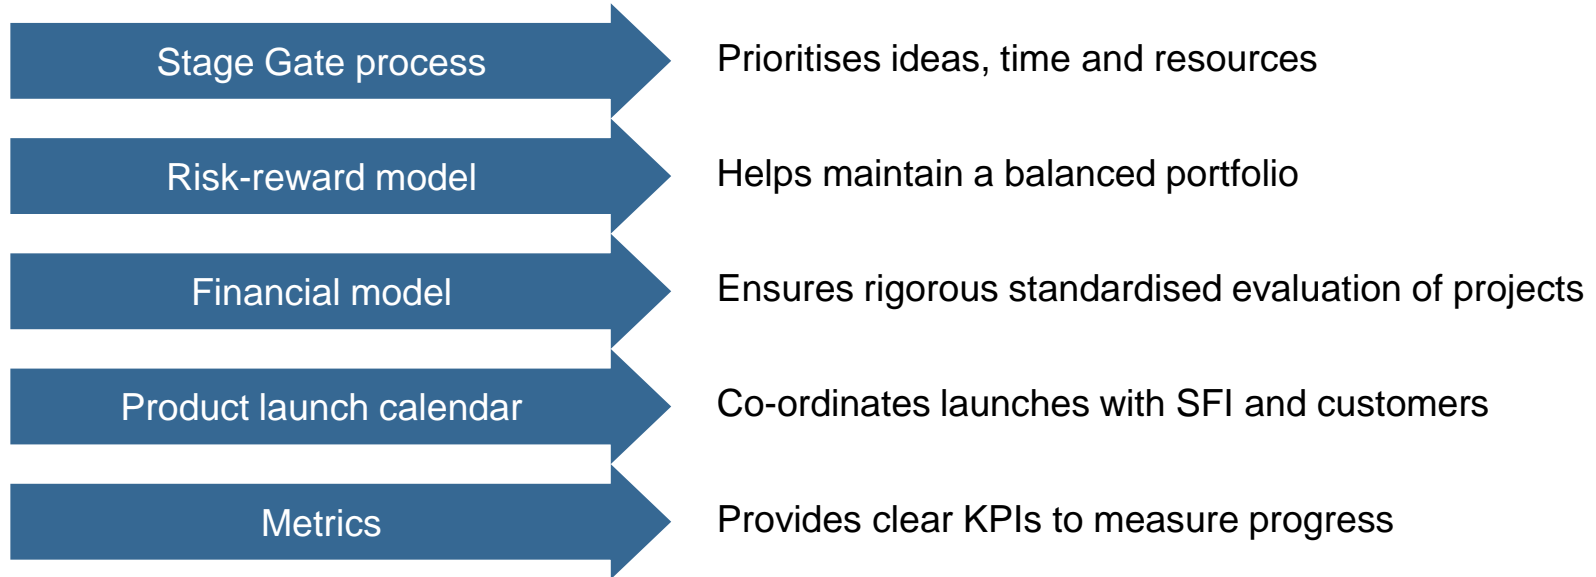 Stage Gate process
Prioritises ideas, time and resources
Risk-reward model
Helps maintain a balanced portfolio
Financial model
Ensures rigorous standardised evaluation of projects
Product launch calendar
Co-ordinates launches with SFI and customers
Metrics
Provides clear KPIs to measure progress